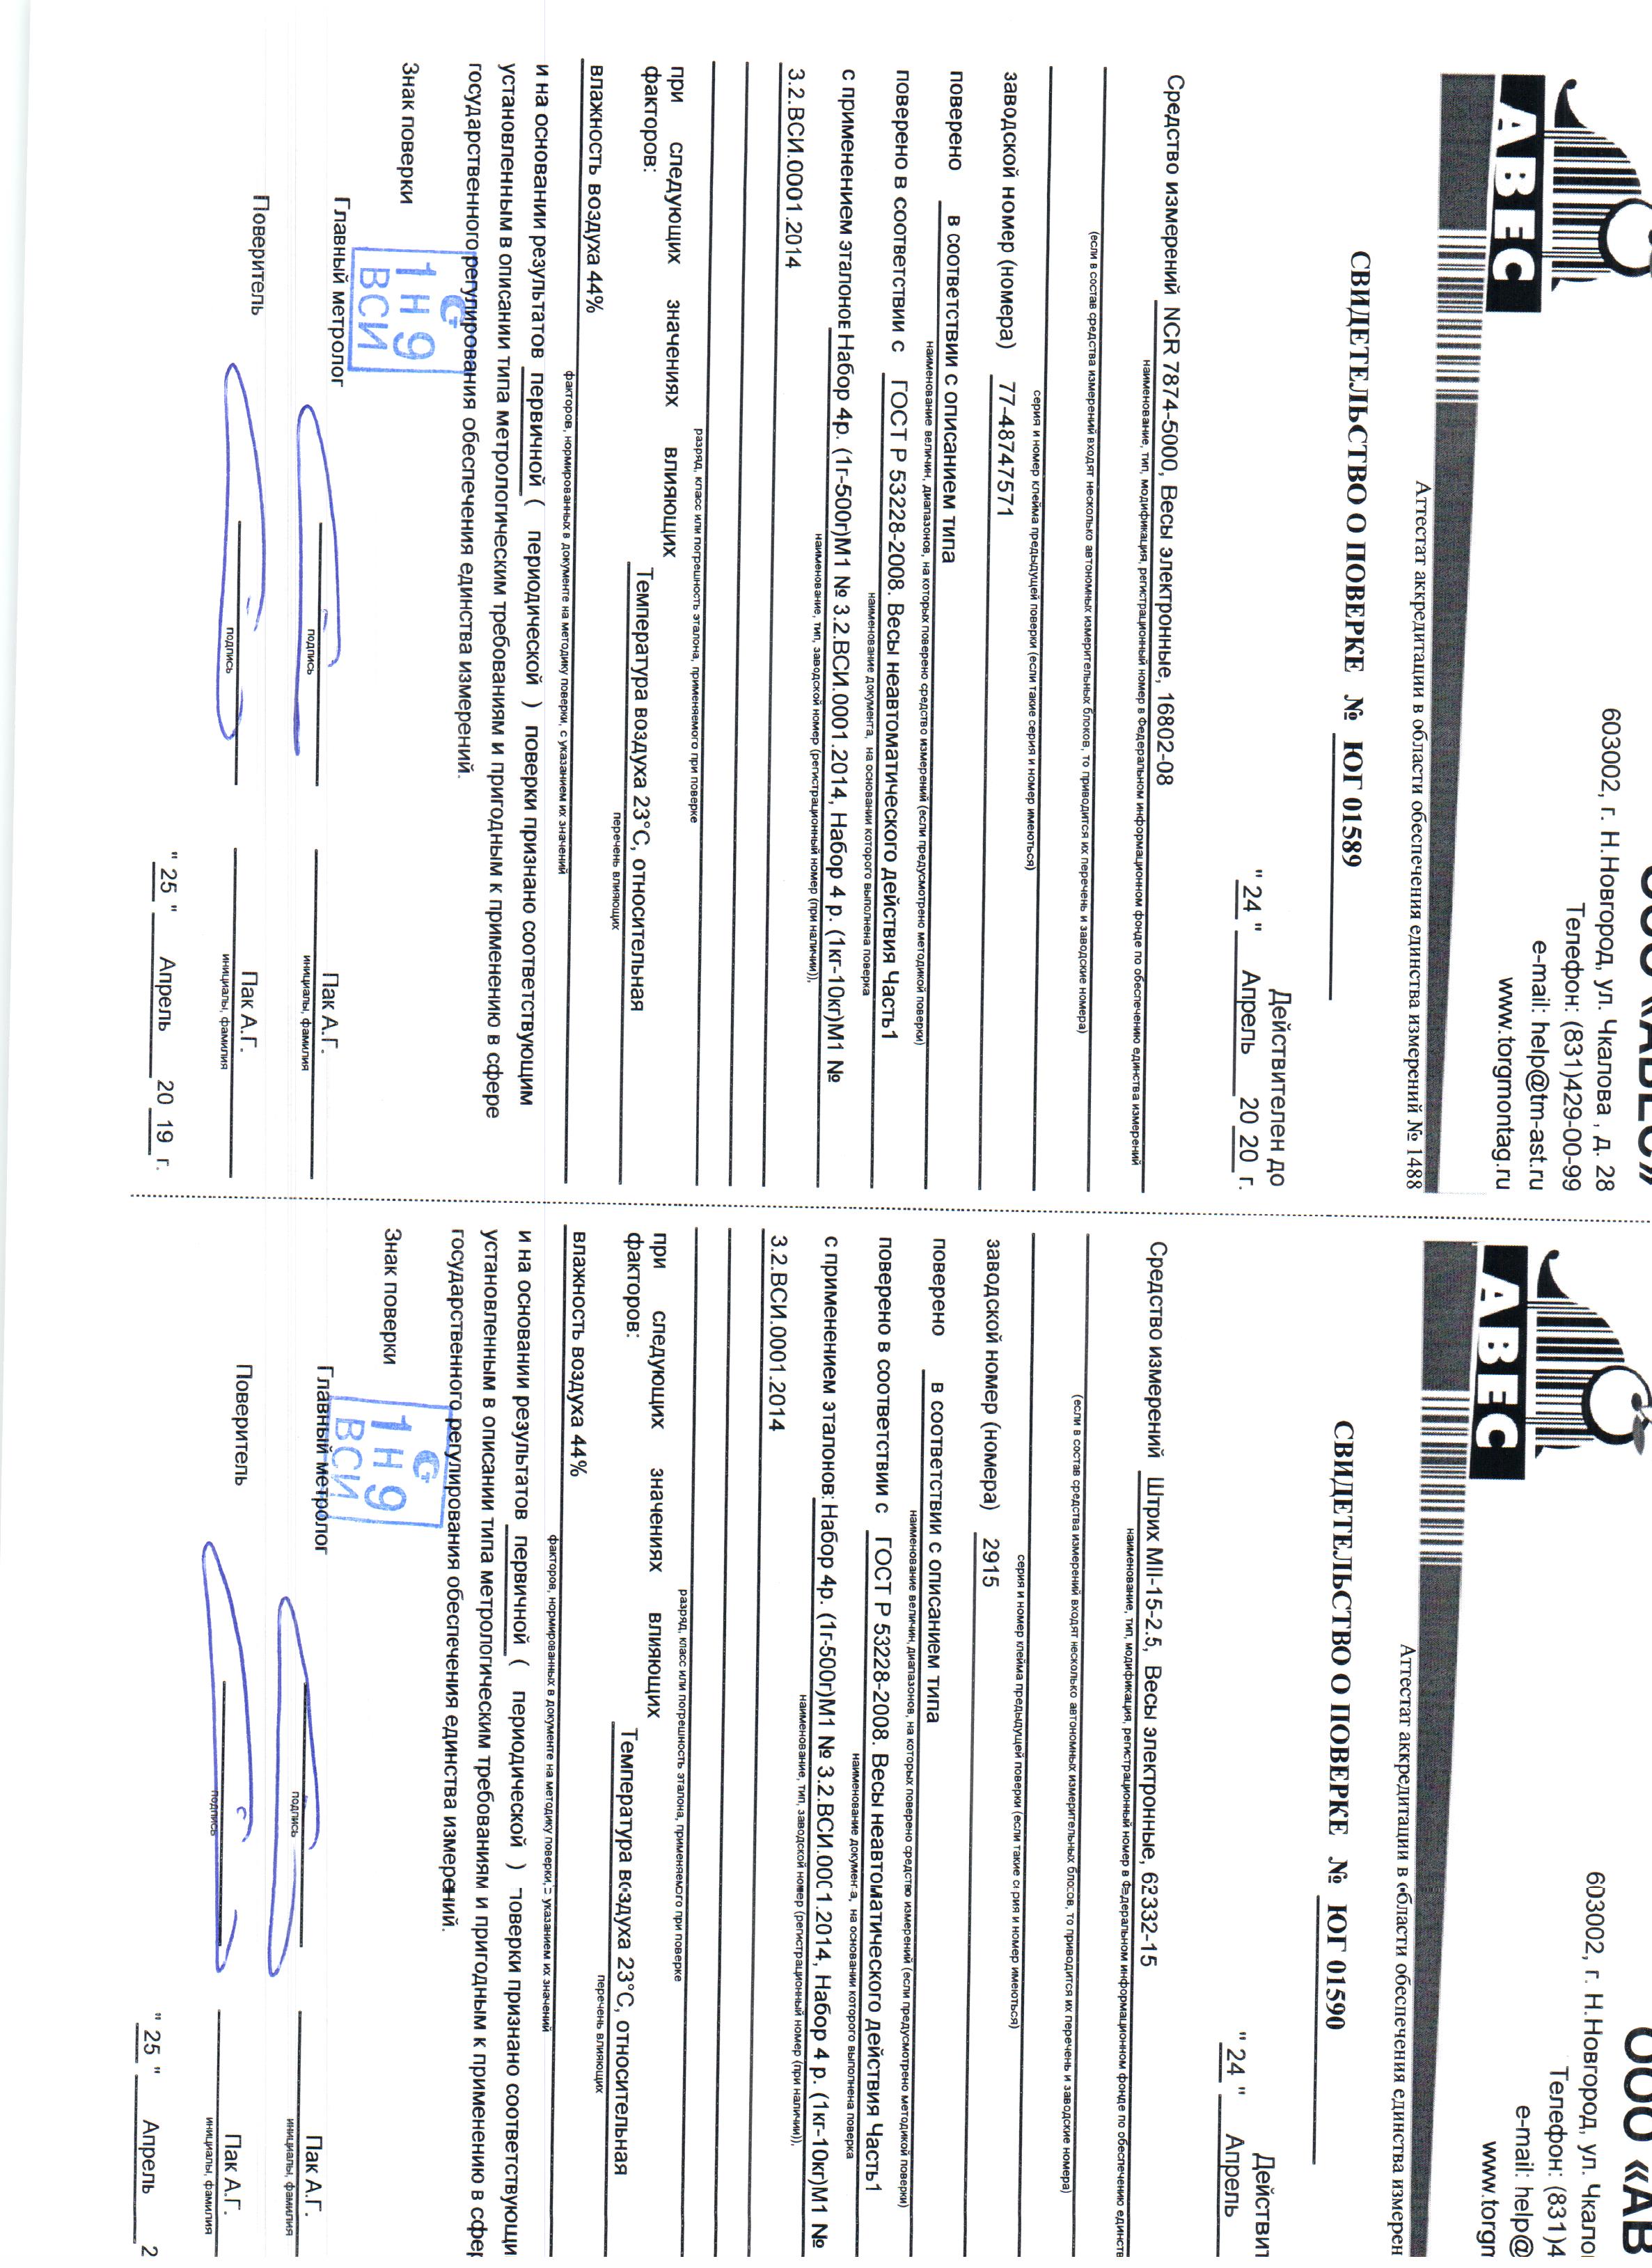 ООО «АВЕС»
603002, г. Н.Новгород, ул. Чкалова , д. 28
Телефон: (831)429-00-99
e-mail: help@tm-ast.ru
www.torgmontag.ru
АВЕС
Аттестат аккредитации в области обеспечения единства измерений № 1488
СВИДЕТЕЛЬСТВО О ПОВЕРКЕ № ЮГ 01589
Действителен до
" 24 " Апрель 20 20 г.
Средство измерений NCR 7874-5000, Весы электронные, 16802-08
наименование, тип, модификация, регистрационный номер в Федеральном информационном фонде по обеспечению единства измерений
(если в состав средства измерений входят несколько автономных измерительных блоков, то приводится их перечень и заводские номера)
серия и номер клейма предыдущей поверки (если такие серия и номер имеються)
заводской номер (номера) 77-48747571
поверено в соответствии с описанием типа
наименование величин, диапазонов, на которых поверено средство измерений (если предусмотрено методикой поверки)
поверено в соответствии с ГОСТ Р 53228-2008. Весы неавтоматического действия Часть1
наименование документа, на основании которого выполнена поверка
с применением эталонов Набор 4р. (1г-500г)М1 № 3.2.ВСИ.0001.2014, Набор 4 р. (1кг-10кг)М1 №
наименование, тип, заводской номер (регистрационный номер (при наличии)),
3.2.ВСИ.0001.2014
разряд, класс или погрешность эталона, применяемого при поверке
при следующих значениях влияющих
факторов: Температура воздуха 23°С, относительная
перечень влияющих
влажность воздуха 44%
факторов, нормированных в документе на методику поверки, с указанием их значений
и на основании результатов первичной ( периодической ) поверки признано соответствующим
установленным в описании типа метрологическим требованиям и пригодным к применению в сфере
государственного регулирования обеспечения единства измерений.
Знак поверки
1 Н 9
ВСИ
Главный метролог Пак А.Г.
подпись инициалы, фамилия
Поверитель Пак А.Г.
подпись инициалы, фамилия
" 25 " Апрель 20 19 г.
ООО «АВ
603002, г. Н.Новгород, ул. Чкало
Телефон: (831)4
e-mail: help@
www.torgm
АВЕС
Аттестат аккредитации в области обеспечения единства измерен
СВИДЕТЕЛЬСТВО О ПОВЕРКЕ № ЮГ 01590
Действит
" 24 " Апрель
Средство измерений Штрих МII-15-2.5, Весы электронные, 62332-15
наименование, тип, модификация, регистрационный номер в Федеральном информационном фонде по обеспечению единств
(если в состав средства измерений входят несколько автономных измерительных блоков, то приводится их перечень и заводские номера)
серия и номер клейма предыдущей поверки (если такие серия и номер имеються)
заводской номер (номера) 2915
поверено в соответствии с описанием типа
наименование величин, диапазонов, на которых поверено средство измерений (если предусмотрено методикой поверки)
поверено в соответствии с ГОСТ Р 53228-2008. Весы неавтоматического действия Часть1
наименование документа, на основании которого выполнена поверка
с применением эталонов: Набор 4р. (1г-500г)М1 № 3.2.ВСИ.0001.2014, Набор 4 р. (1кг-10кг)М1 №
наименование, тип, заводской номер (регистрационный номер (при наличии)),
3.2.ВСИ.0001.2014
разряд, класс или погрешность эталона, применяемого при поверке
при следующих значениях влияющих
факторов: Температура воздуха 23°С, относительная
перечень влияющих
влажность воздуха 44%
факторов, нормированных в документе на методику поверки, с указанием их значений
и на основании результатов первичной ( периодической ) поверки признано соответствующи
установленным в описании типа метрологическим требованиям и пригодным к применению в сфер
государственного регулирования обеспечения единства измерений.
Знак поверки
1 Н 9
ВСИ
Главный метролог Пак А.Г.
подпись инициалы, фамилия
Поверитель Пак А.Г.
подпись инициалы, фамилия
" 25 " Апрель 2